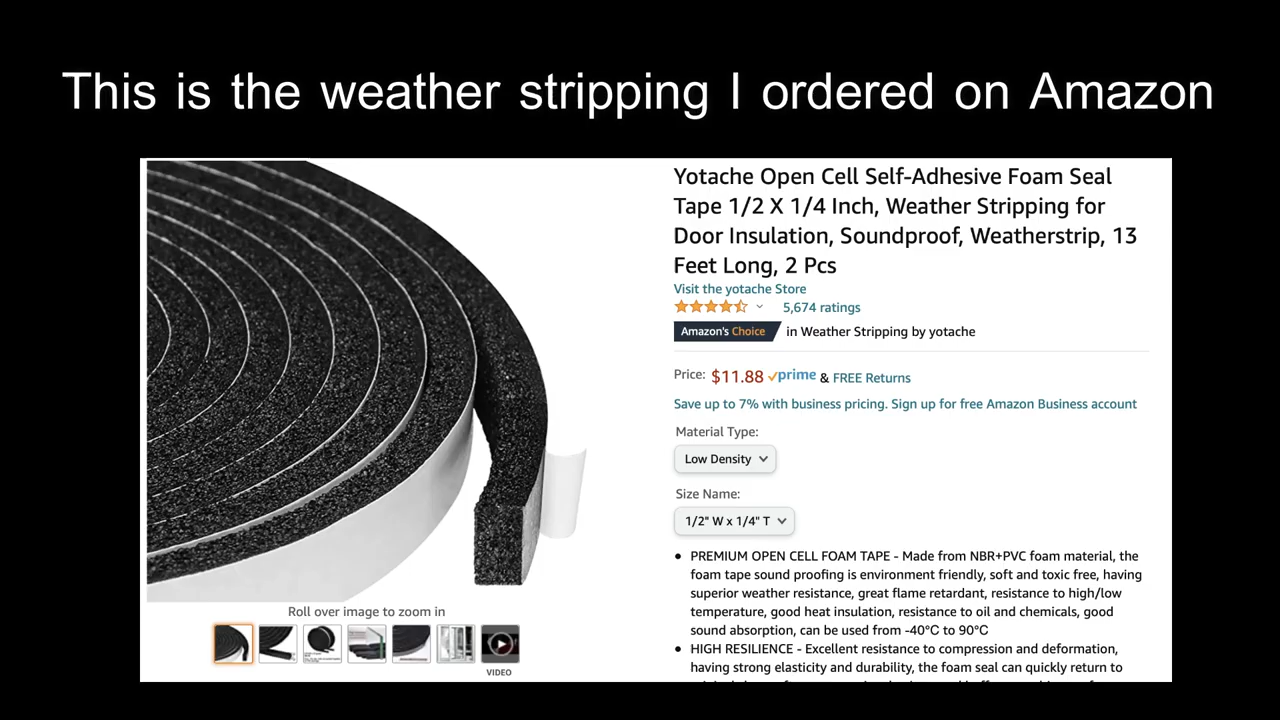 This is the weather stripping I ordered on Amazon
Yotache Open Cell Self-Adhesive Foam Seal
Tape 1/2 X 1/4 Inch, Weather Stripping for
Door Insulation, Soundproof, Weatherstrip, 13
Feet Long, 2 Pcs
Visit the yotache Store
5,674 ratings
Amazon's Choice in Weather Stripping by yotache
Price: $11.88 prime & FREE Returns
Save up to 7% with business pricing. Sign up for free Amazon Business account
Material Type:
Low Density
Size Name:
1/2" W x 1/4" T
• PREMIUM OPEN CELL FOAM TAPE - Made from NBR+PVC foam material, the
foam tape sound proofing is environment friendly, soft and toxic free, having
superior weather resistance, great flame retardant, resistance to high/low
temperature, good heat insulation, resistance to oil and chemicals, good
sound absorption, can be used from -40°C to 90°C
• HIGH RESILIENCE - Excellent resistance to compression and deformation,
having strong elasticity and durability, the foam seal can quickly return to
Roll over image to zoom in
VIDEO